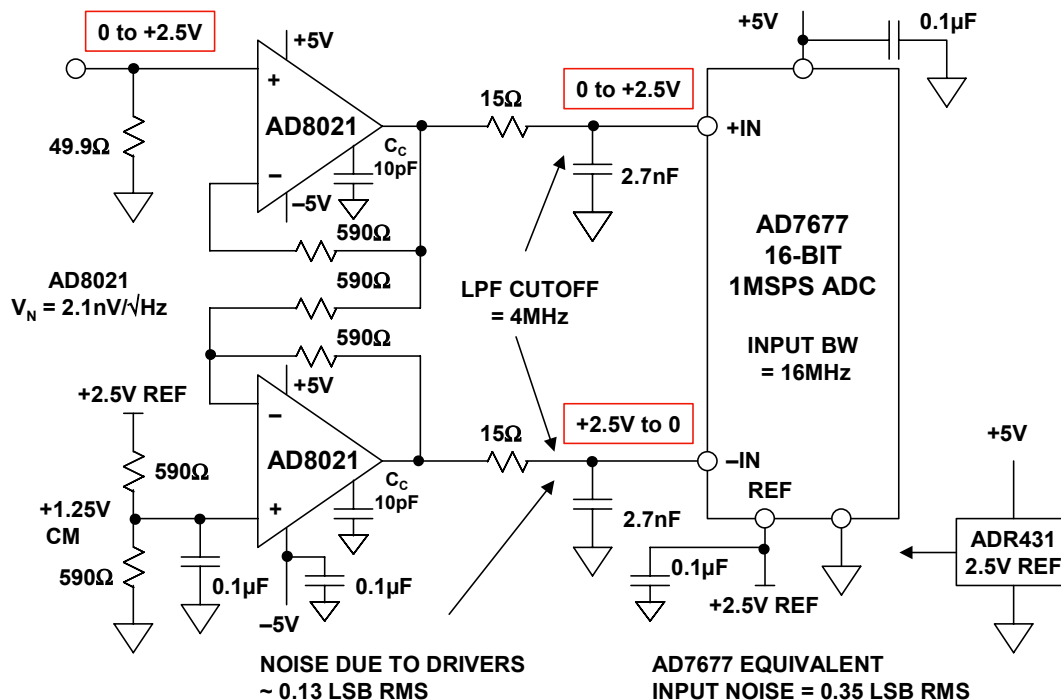 0 to +2.5V
+5V
+
AD8021
−
−5V
C_C
10pF
49.9Ω
15Ω
0 to +2.5V
2.7nF
+5V
0.1µF
+IN
AD7677
16-BIT
1MSPS ADC
INPUT BW
= 16MHz
−IN
REF
590Ω
590Ω
590Ω
AD8021
V_N = 2.1nV/√Hz
LPF CUTOFF
= 4MHz
+2.5V REF
590Ω
+1.25V
CM
590Ω
0.1µF
+5V
−
AD8021
+
C_C
10pF
0.1µF
−5V
15Ω
+2.5V to 0
2.7nF
0.1µF
+2.5V REF
+5V
ADR431
2.5V REF
NOISE DUE TO DRIVERS
~ 0.13 LSB RMS
AD7677 EQUIVALENT
INPUT NOISE = 0.35 LSB RMS